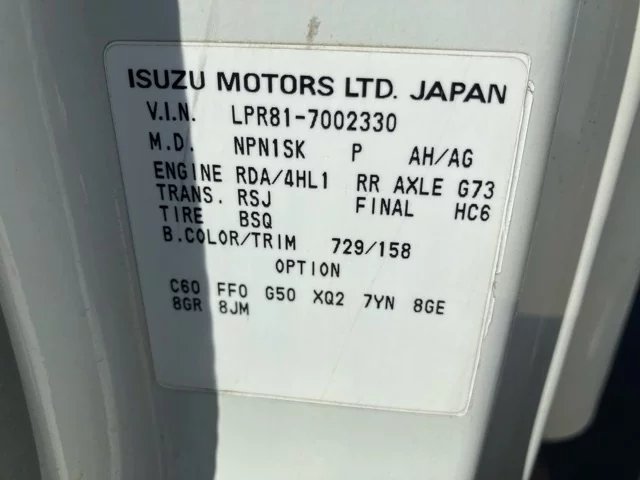 ISUZU MOTORS LTD. JAPAN
V.I.N. LPR81-7002330
M.D. NPN1SK P AH/AG
ENGINE RDA/4HL1 RR AXLE G73
TRANS. RSJ FINAL HC6
TIRE BSQ
B.COLOR/TRIM 729/158
OPTION
C60 FF0 G50 XQ2 7YN 8GE
8GR 8JM